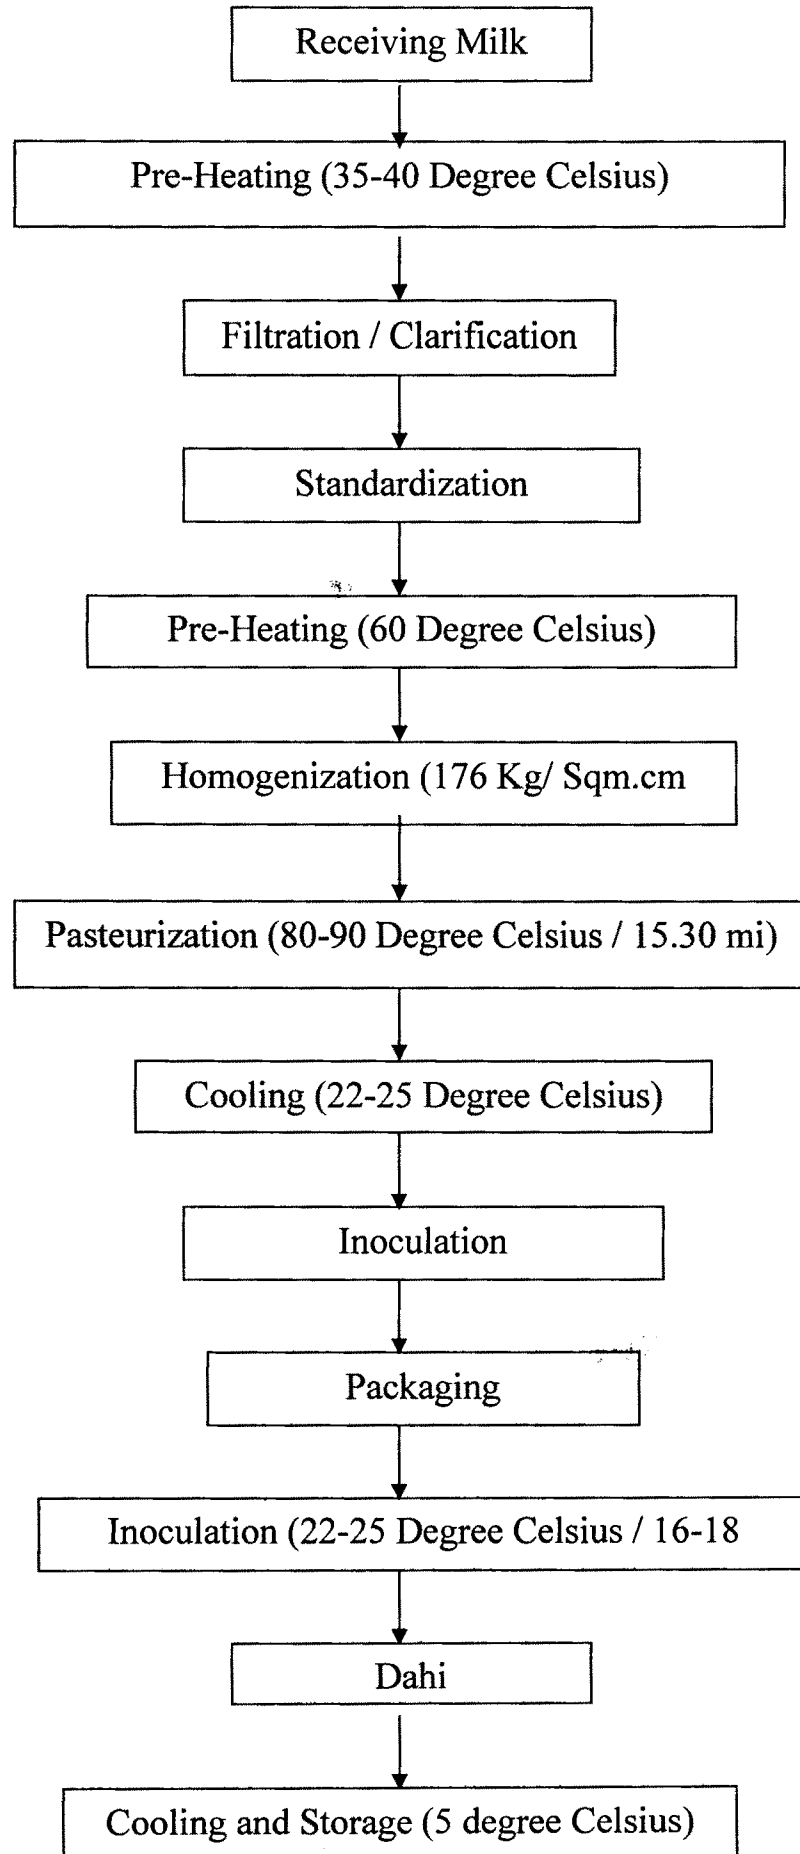 Receiving Milk
Pre-Heating (35-40 Degree Celsius)
Filtration / Clarification
Standardization
Pre-Heating (60 Degree Celsius)
Homogenization (176 Kg/ Sqm.cm
Pasteurization (80-90 Degree Celsius / 15.30 mi)
Cooling (22-25 Degree Celsius)
Inoculation
Packaging
Inoculation (22-25 Degree Celsius / 16-18
Dahi
Cooling and Storage (5 degree Celsius)